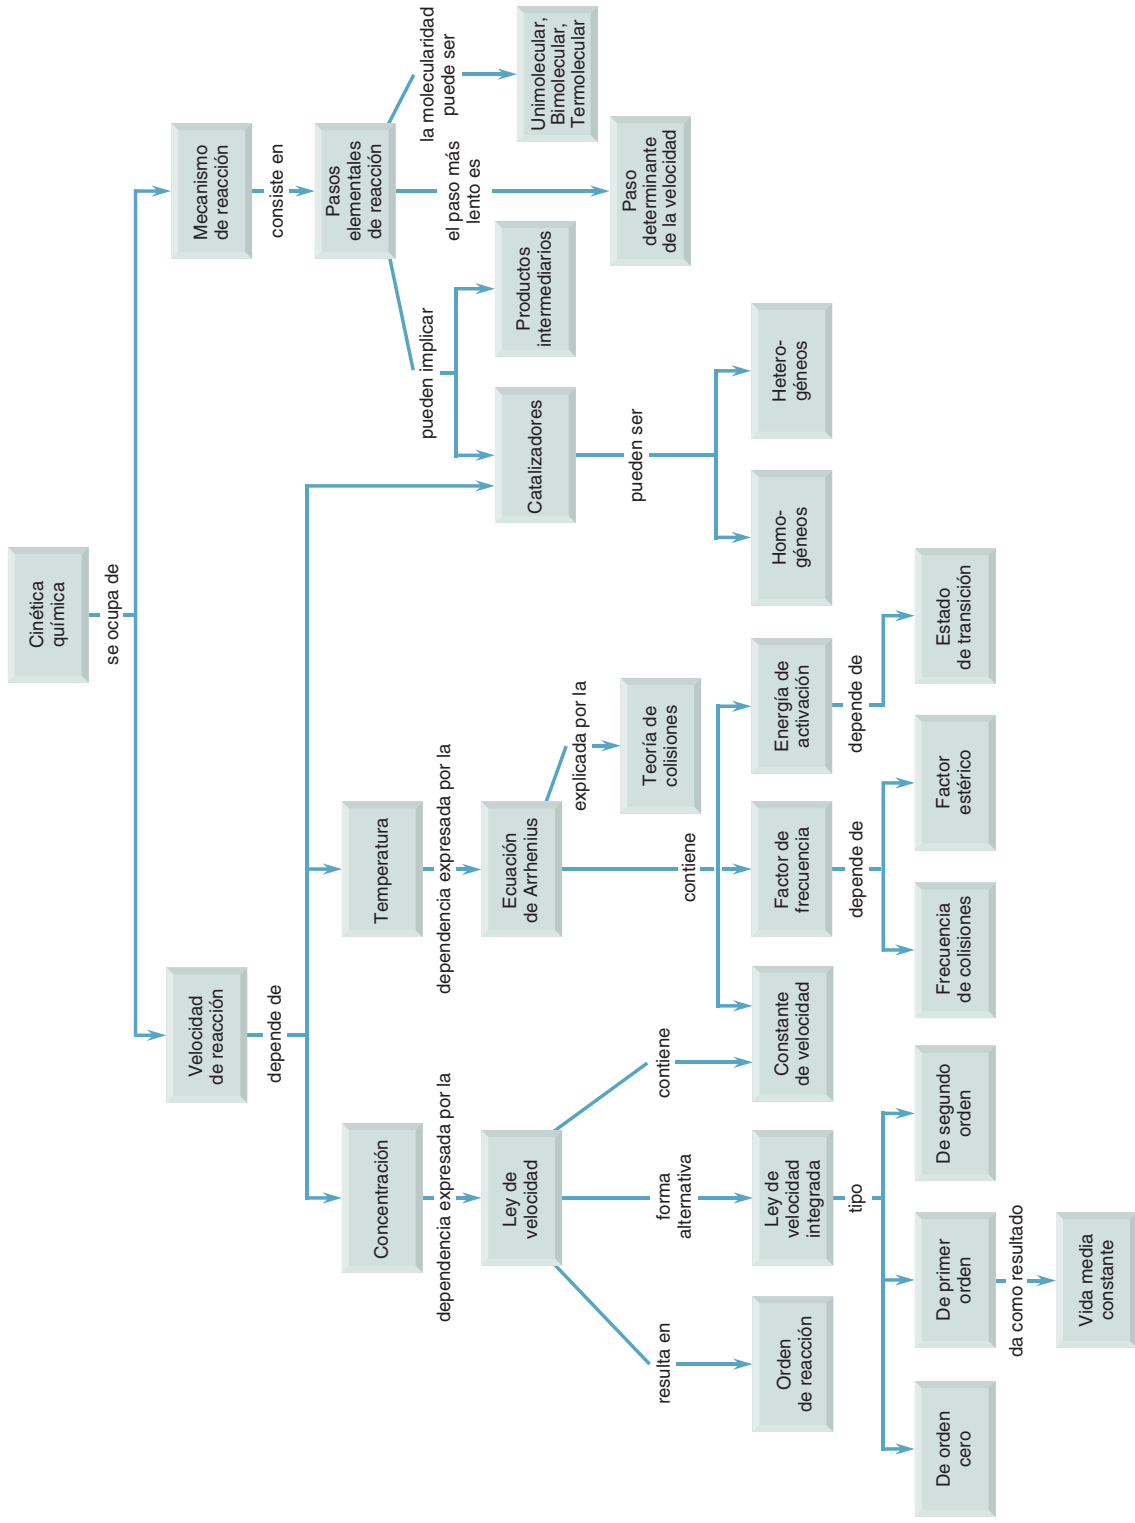 Cinética
química
se ocupa de
Velocidad
de reacción
Mecanismo
de reacción
depende de
consiste en
Concentración
Temperatura
Pasos
elementales
de reacción
dependencia expresada por la
dependencia expresada por la
pueden implicar
el paso más
lento es
la molecularidad
puede ser
Ley de
velocidad
Ecuación
de Arrhenius
Catalizadores
Productos
intermediarios
Unimolecular,
Bimolecular,
Termolecular
explicada por la
Teoría de
colisiones
Paso
determinante
de la velocidad
resulta en
forma
alternativa
contiene
contiene
pueden ser
Orden
de reacción
Ley de
velocidad
integrada
Constante
de velocidad
Factor de
frecuencia
Energía de
activación
Homo-
géneos
Hetero-
géneos
tipo
depende de
depende de
De orden
cero
De primer
orden
De segundo
orden
Frecuencia
de colisiones
Factor
estérico
Estado
de transición
da como resultado
Vida media
constante